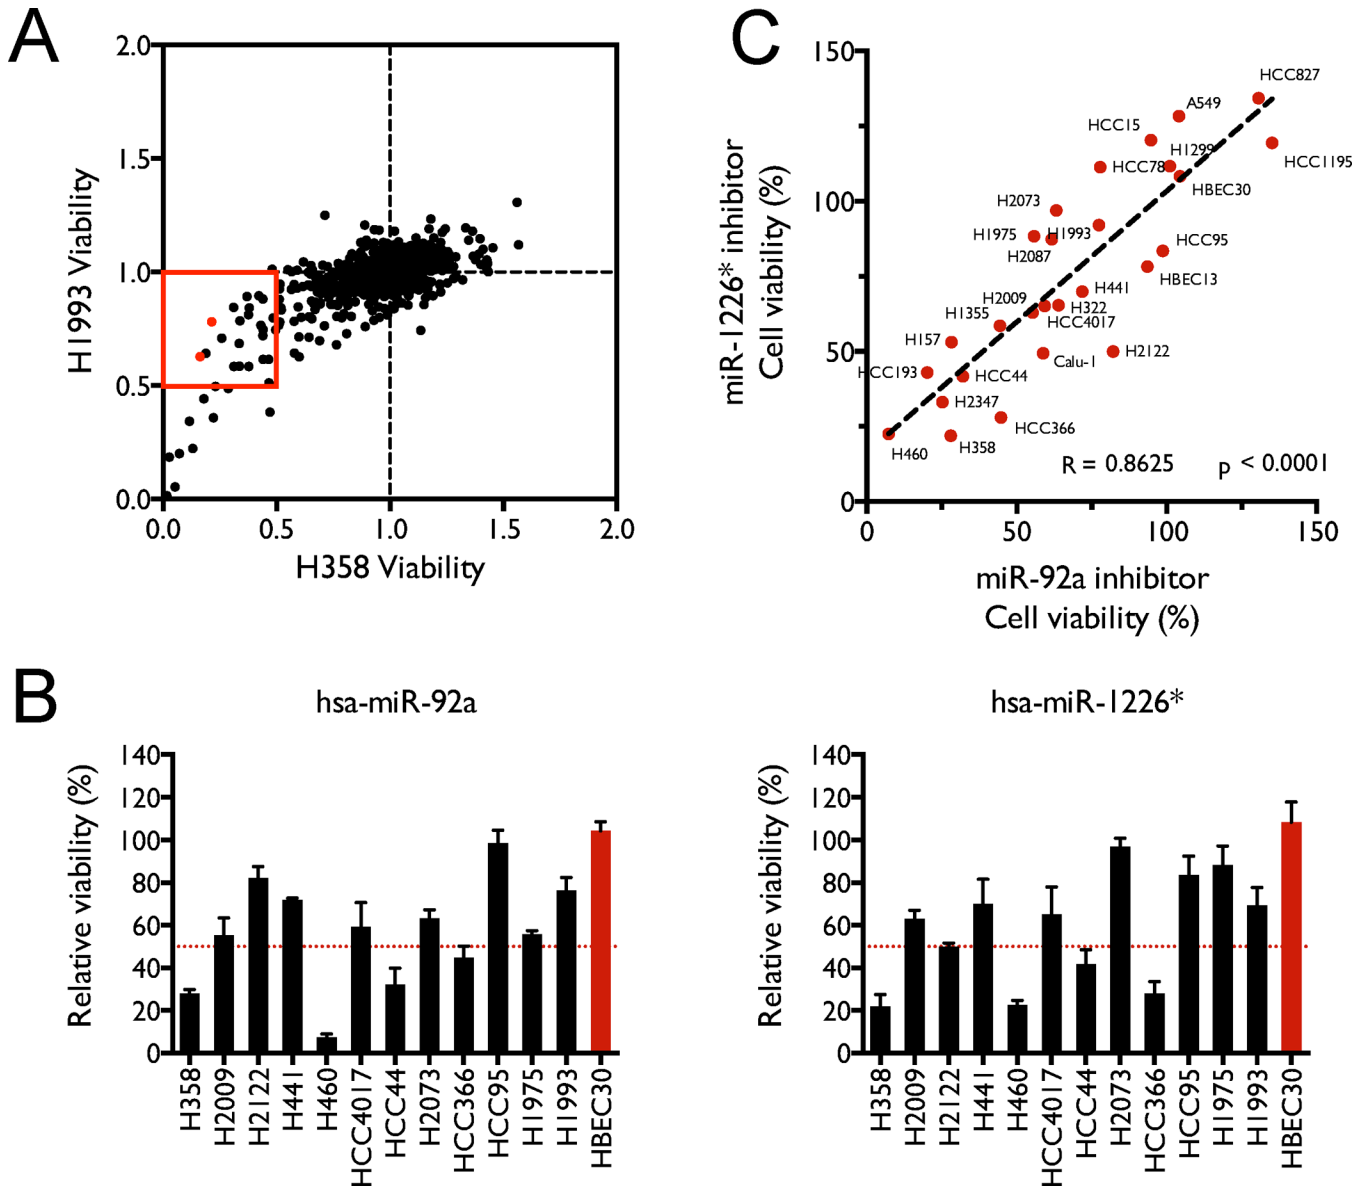 A
2.0
1.5
1.0
0.5
0.0
0.0 0.5 1.0 1.5 2.0
H1993 Viability
H358 Viability
C
150
100
50
0
0 50 100 150
miR-1226* inhibitor
Cell viability (%)
miR-92a inhibitor
Cell viability (%)
HCC827
A549
HCC15
H1299
HCC1195
HCC78
HBEC30
H2073
H1975
H1993
H2087
HCC95
HBEC13
H441
H2009
H322
H1355
HCC4017
H157
Calu-1
H2122
HCC193
HCC44
H2347
HCC366
H460
H358
R = 0.8625
p < 0.0001
B
hsa-miR-92a
140
120
100
80
60
40
20
0
Relative viability (%)
H358
H2009
H2122
H441
H460
HCC4017
HCC44
H2073
HCC366
HCC95
H1975
H1993
HBEC30
hsa-miR-1226*
140
120
100
80
60
40
20
0
Relative viability (%)
H358
H2009
H2122
H441
H460
HCC4017
HCC44
H2073
HCC366
HCC95
H1975
H1993
HBEC30